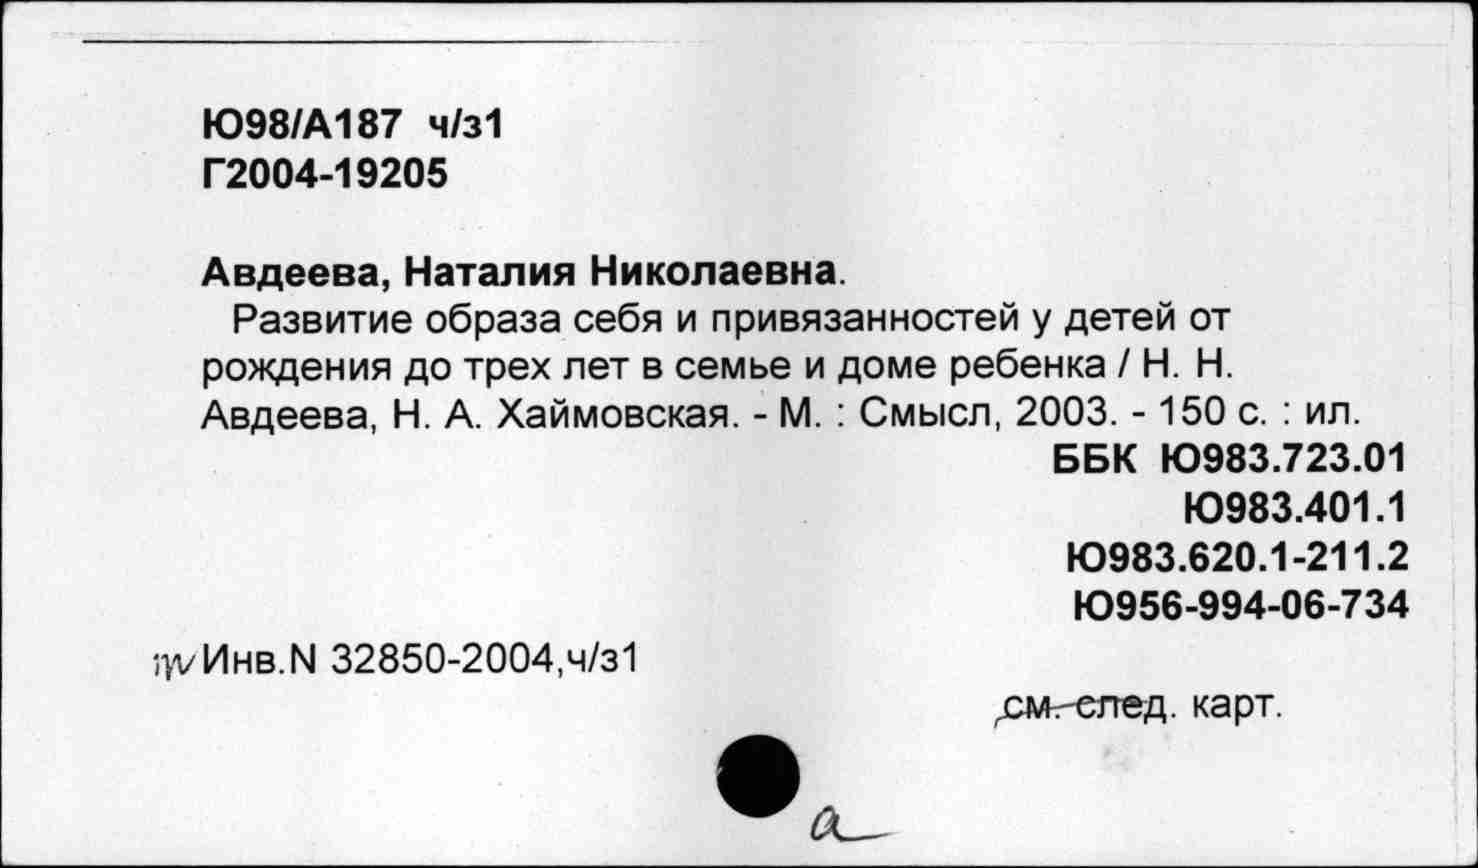 Ю98/А187 ч/з1
Г2004-19205
Авдеева, Наталия Николаевна.
Развитие образа себя и привязанностей у детей от
рождения до трех лет в семье и доме ребенка / Н. Н.
Авдеева, Н. А. Хаймовская. - М. : Смысл, 2003. - 150 с. : ил.
ББК Ю983.723.01
Ю983.401.1
Ю983.620.1-211.2
Ю956-994-06-734
Инв.N 32850-2004,ч/з1
см. след. карт.
а